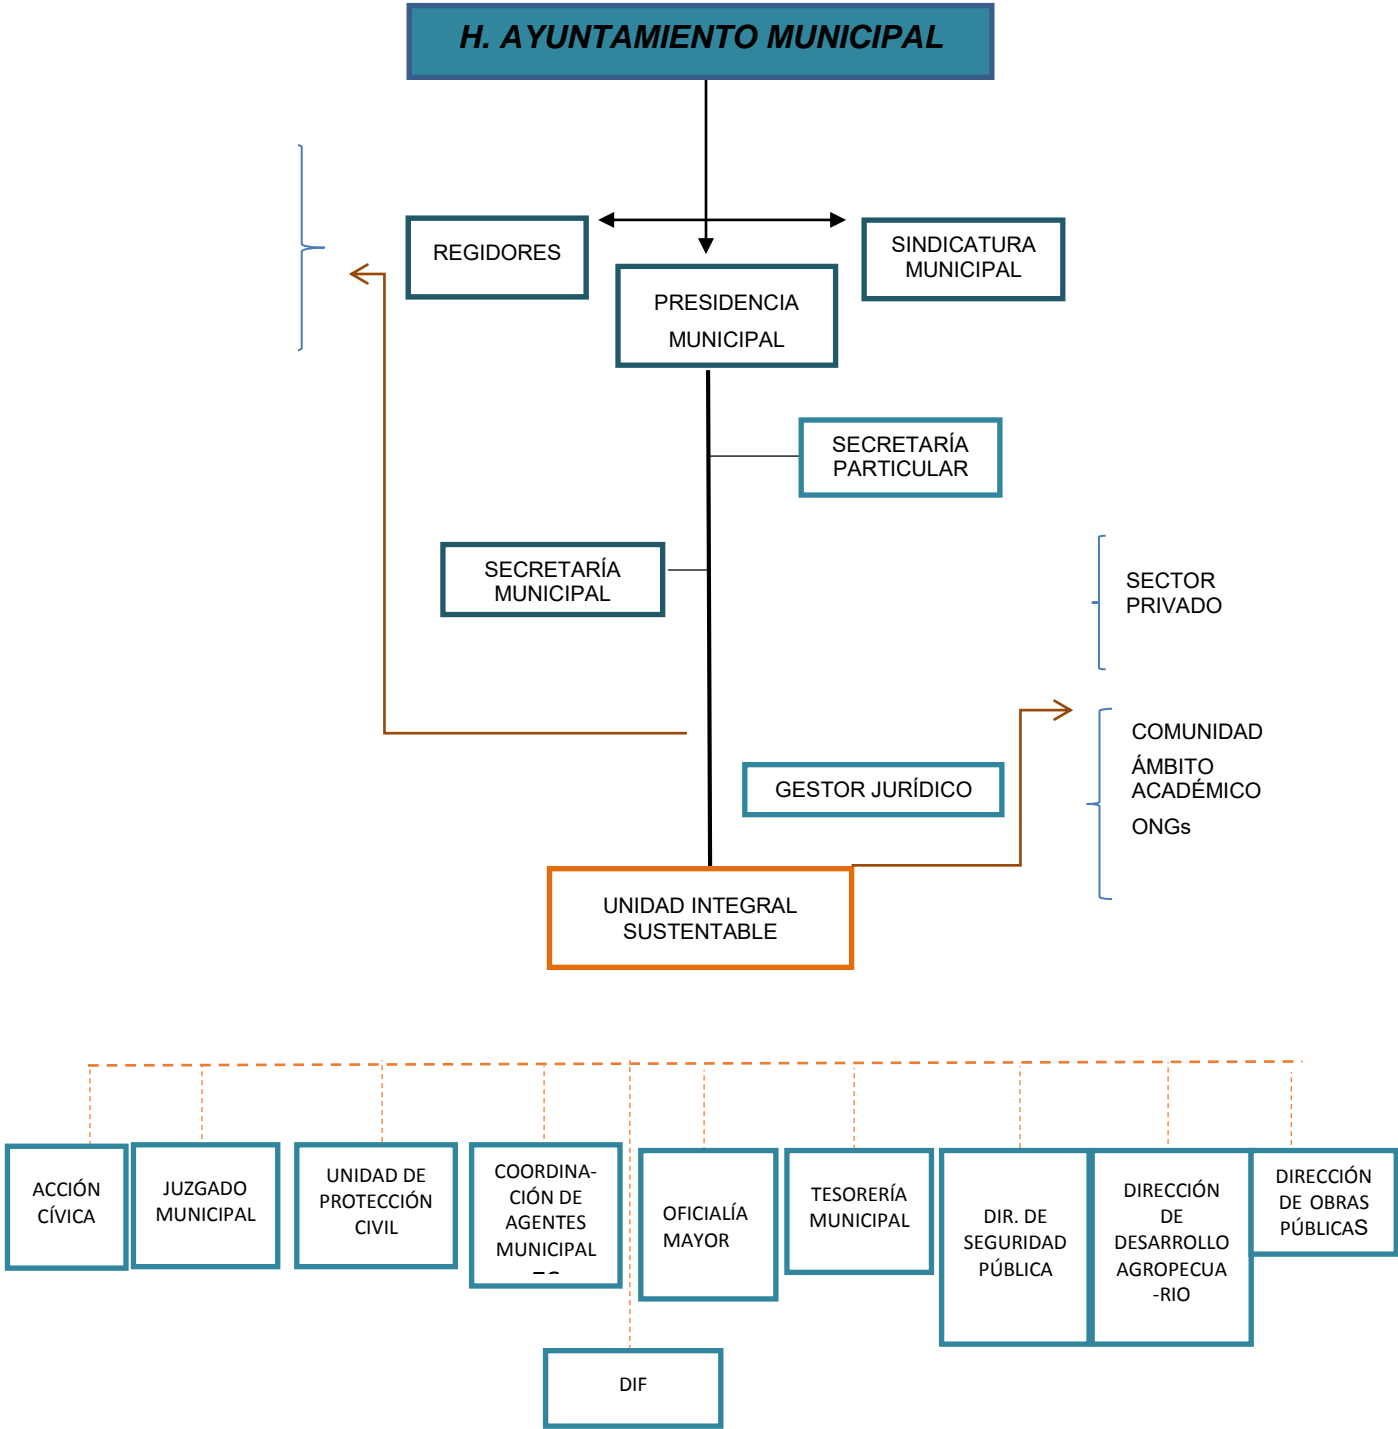 H. AYUNTAMIENTO MUNICIPAL
REGIDORES
SINDICATURA
MUNICIPAL
PRESIDENCIA
MUNICIPAL
SECRETARÍA
PARTICULAR
SECRETARÍA
MUNICIPAL
SECTOR
PRIVADO
COMUNIDAD
ÁMBITO
ACADÉMICO
ONGs
GESTOR JURÍDICO
UNIDAD INTEGRAL
SUSTENTABLE
ACCIÓN
CÍVICA
JUZGADO
MUNICIPAL
UNIDAD DE
PROTECCIÓN
CIVIL
COORDINA-
CIÓN DE
AGENTES
MUNICIPAL
OFICIALÍA
MAYOR
TESORERÍA
MUNICIPAL
DIR. DE
SEGURIDAD
PÚBLICA
DIRECCIÓN
DE
DESARROLLO
AGROPECUA
-RIO
DIRECCIÓN
DE OBRAS
PÚBLICAS
DIF